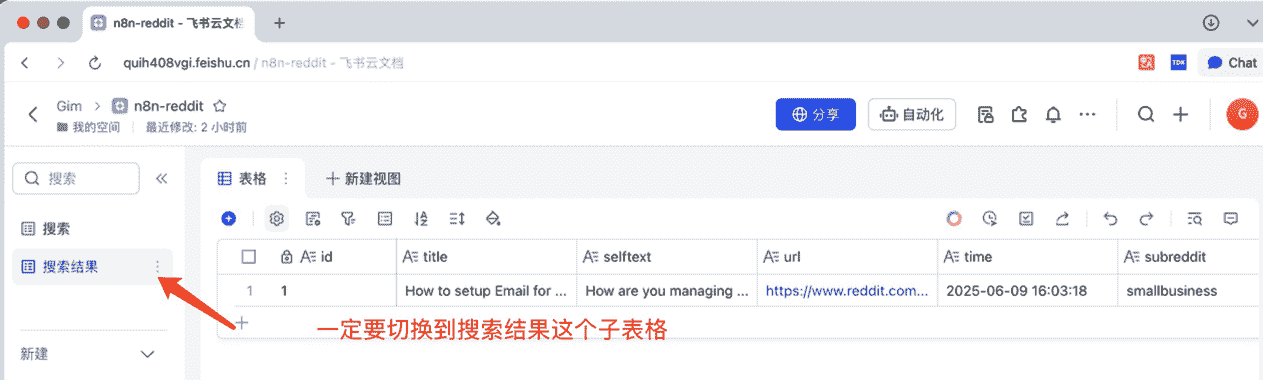 n8n-reddit - 飞书云文档
quih408vgi.feishu.cn / n8n-reddit - 飞书云文档
TDX
Chat
Gim > n8n-reddit
我的空间 | 最近修改: 2 小时前
分享
自动化
G
搜索
表格
新建视图
搜索
搜索结果
新建
id title selftext url time subreddit
1 1 How to setup Email for ... How are you managing ... https://www.reddit.com... 2025-06-09 16:03:18 smallbusiness
一定要切换到搜索结果这个子表格